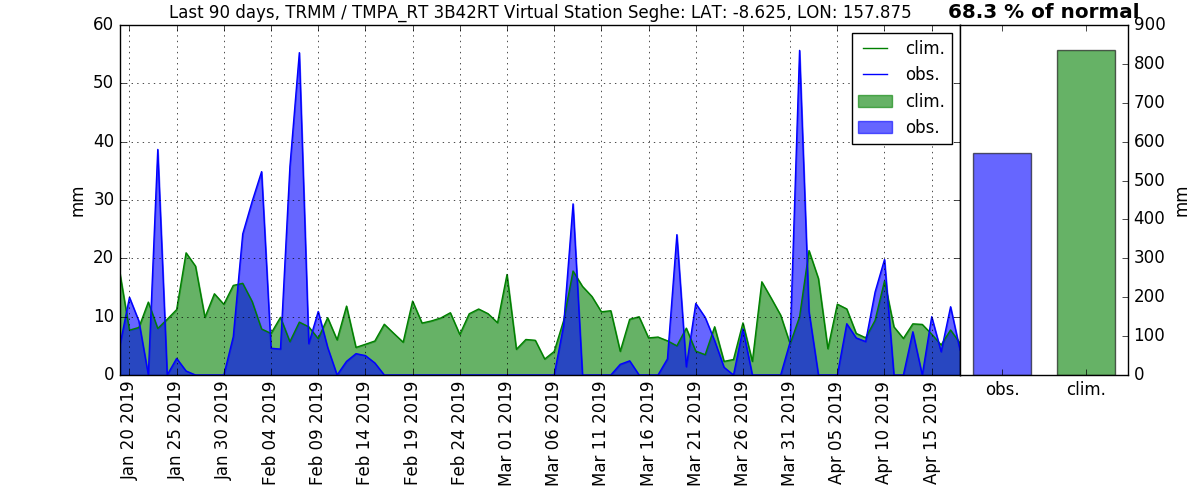 Last 90 days, TRMM / TMPA_RT 3B42RT Virtual Station Seghe: LAT: -8.625, LON: 157.875
68.3 % of normal
60
50
40
30
20
10
0
mm
clim.
obs.
clim.
obs.
900
800
700
600
500
400
300
200
100
0
mm
obs.
clim.
Jan 20 2019
Jan 25 2019
Jan 30 2019
Feb 04 2019
Feb 09 2019
Feb 14 2019
Feb 19 2019
Feb 24 2019
Mar 01 2019
Mar 06 2019
Mar 11 2019
Mar 16 2019
Mar 21 2019
Mar 26 2019
Mar 31 2019
Apr 05 2019
Apr 10 2019
Apr 15 2019